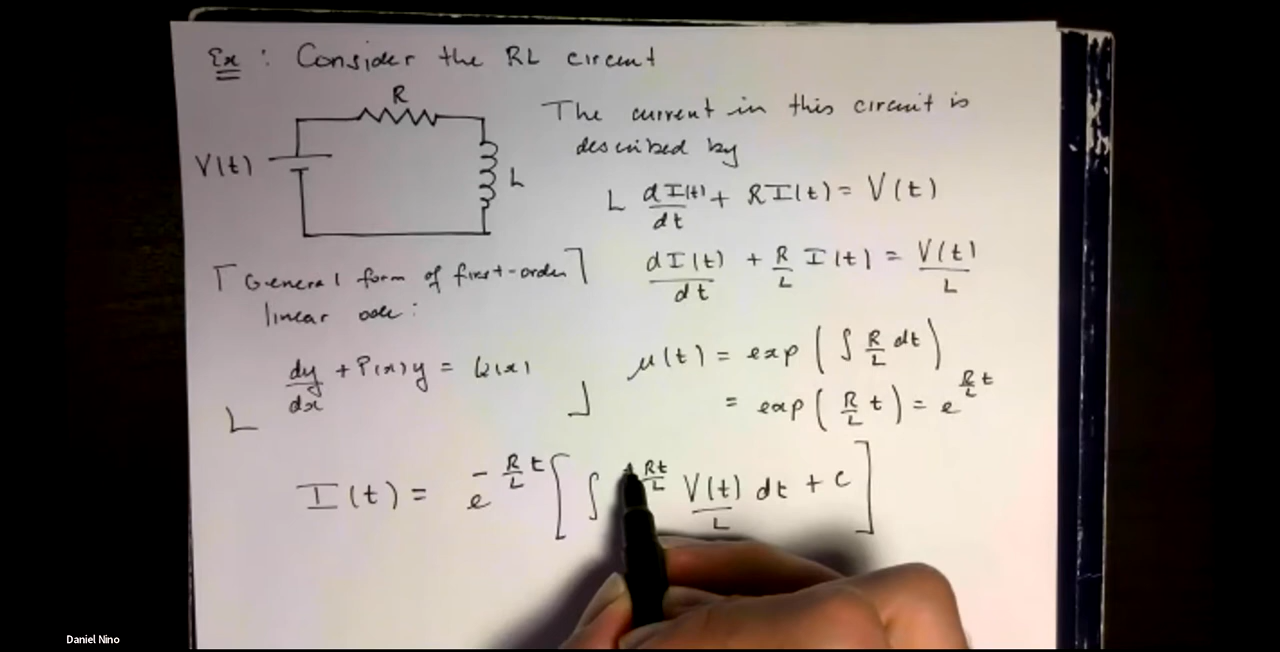 Ex : Consider the RL circuit
R
V(t)
L
The current in this circuit is
described by
L dI(t)/dt + RI(t) = V(t)
dI(t)/dt + R/L I(t) = V(t)/L
[General form of first-order
linear ode:
dy/dx + P(x)y = Q(x)]
μ(t) = exp(∫ R/L dt)
= exp(R/L t) = e^(R/L t)
I(t) = e^(-R/L t) [∫ Rt/L V(t)/L dt + C]
Daniel Nino